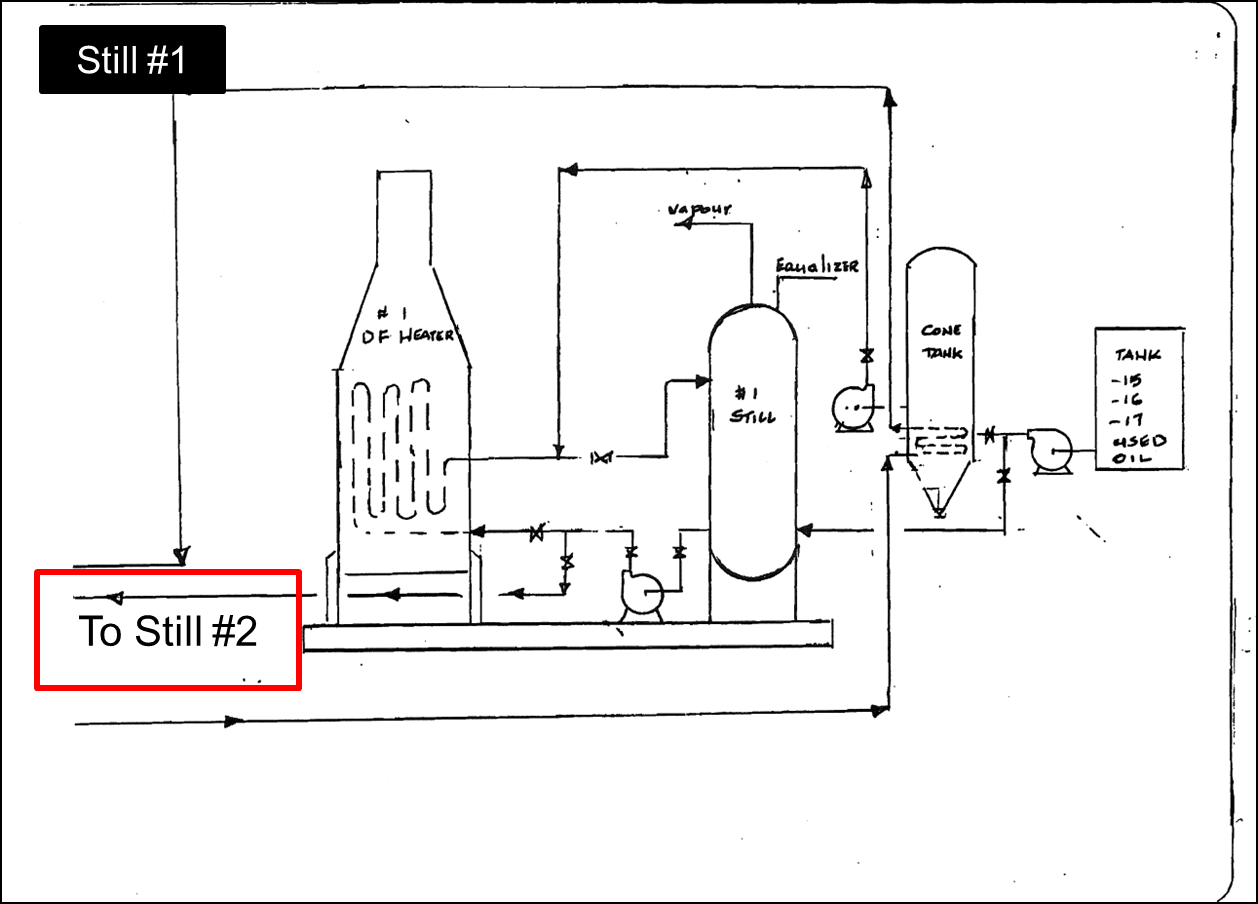 Still #1
Vapour
Equalizer
# 1
DF HEATER
CONE
TANK
TANK
-15
-16
-17
USED
OIL
# 1
STILL
To Still #2